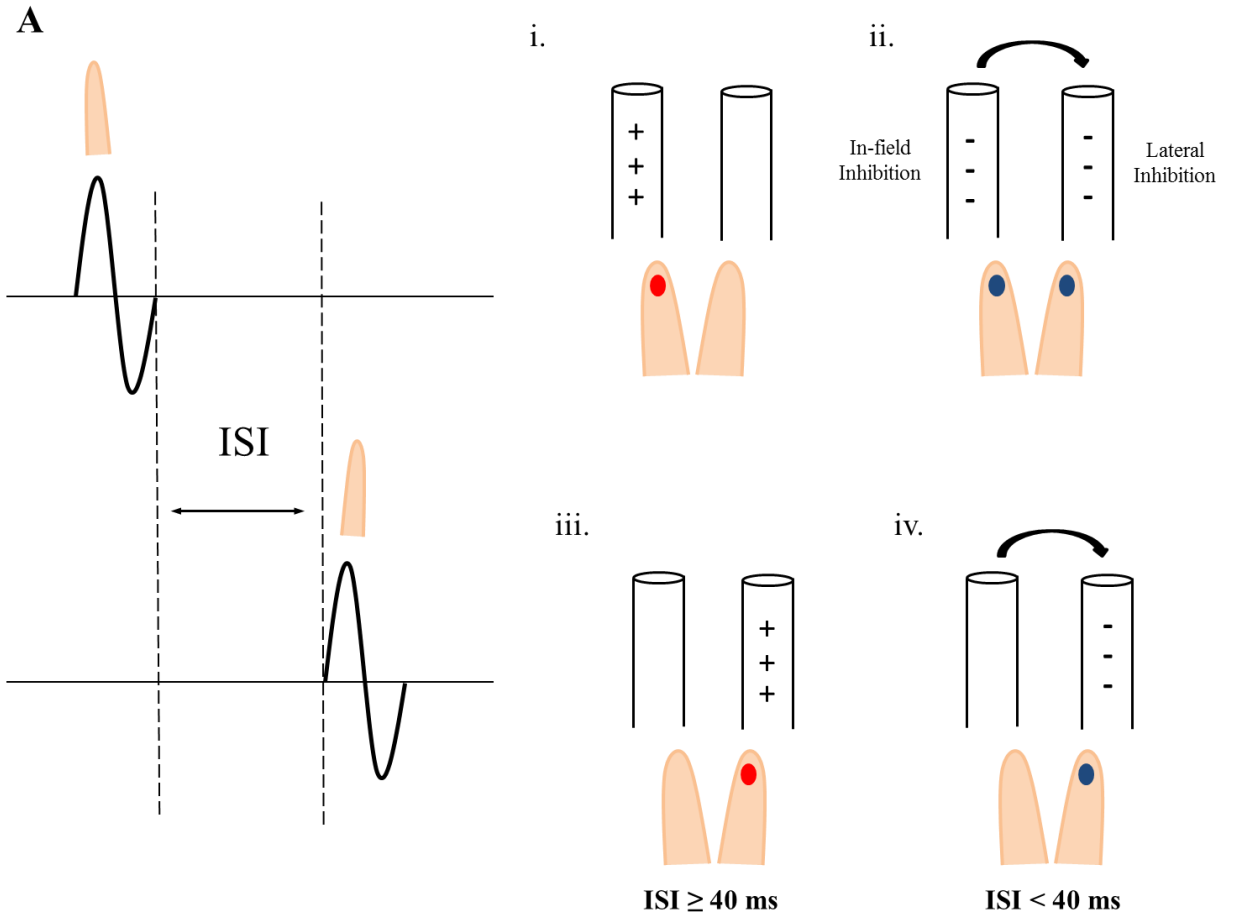 A
i.
ii.
+
+
+
-
-
-
-
-
-
In-field
Inhibition
Lateral
Inhibition
ISI
iii.
iv.
+
+
+
-
-
-
ISI ≥ 40 ms
ISI < 40 ms